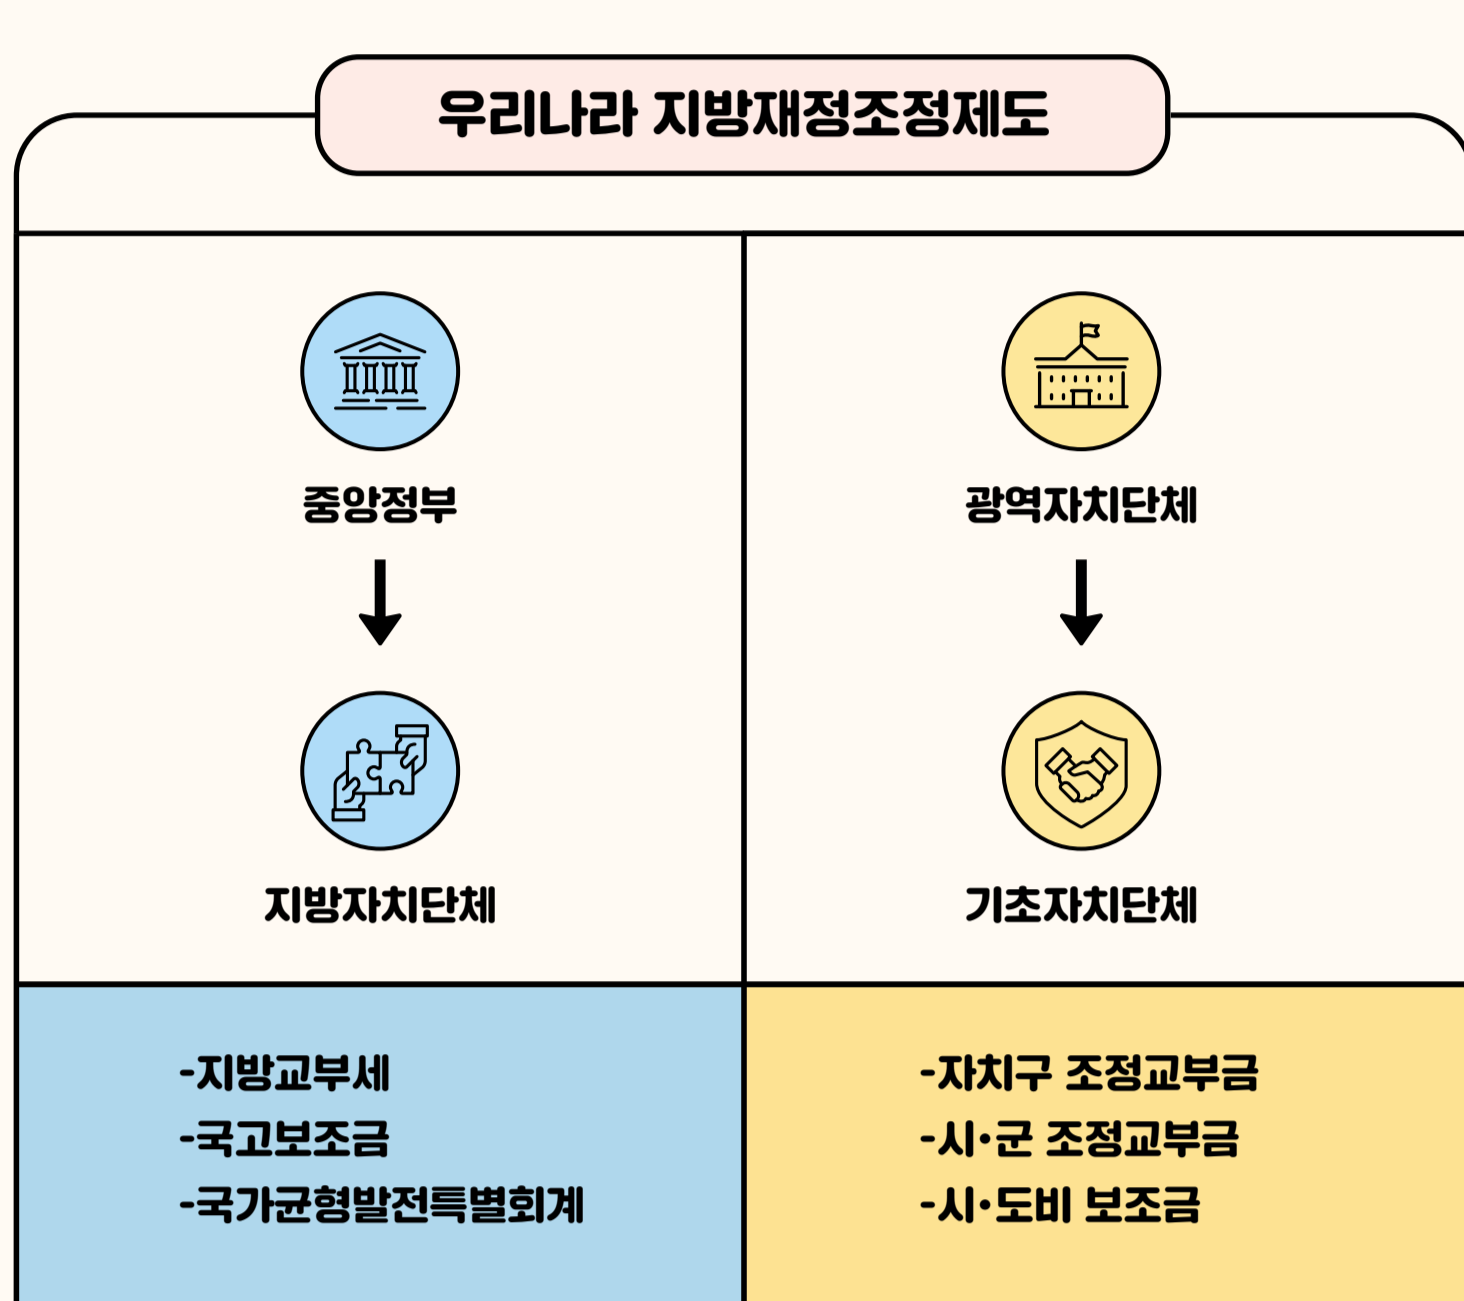 우리나라 지방재정조정제도
중앙정부
지방자치단체
-지방교부세
-국고보조금
-국가균형발전특별회계
광역자치단체
기초자치단체
-자치구 조정교부금
-시·군 조정교부금
-시·도비 보조금